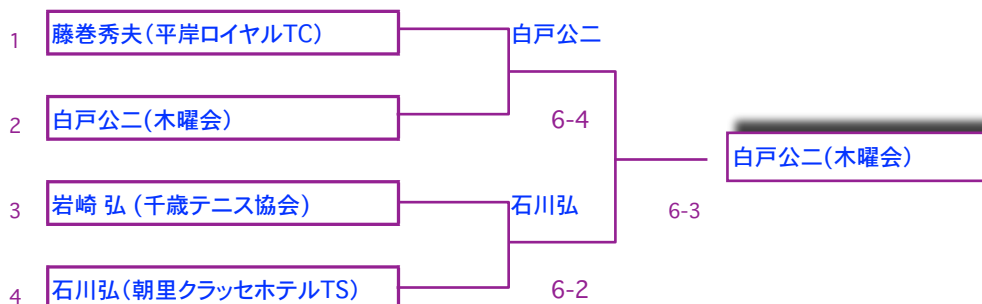 1 藤巻秀夫(平岸ロイヤルTC) 白戸公二
2 白戸公二(木曜会) 6-4
白戸公二(木曜会)
3 岩崎 弘 (千歳テニス協会) 石川弘 6-3
4 石川弘(朝里クラッセホテルTS) 6-2